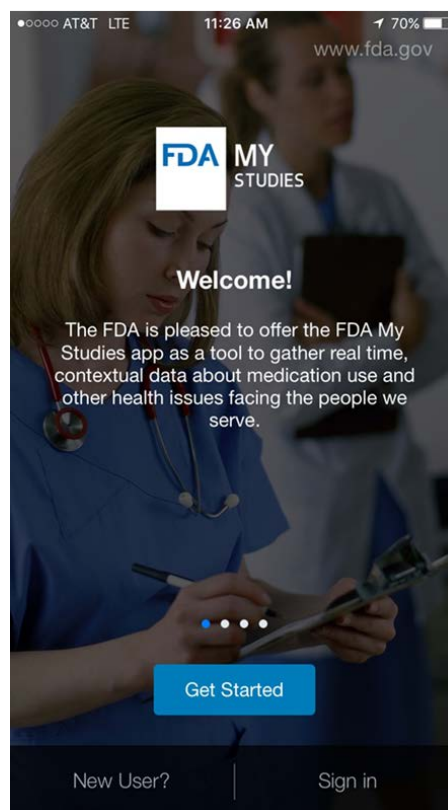 AT&T LTE 11:26 AM 70%
www.fda.gov
FDA MY
STUDIES
Welcome!
The FDA is pleased to offer the FDA My
Studies app as a tool to gather real time,
contextual data about medication use and
other health issues facing the people we
serve.
Get Started
New User? Sign in